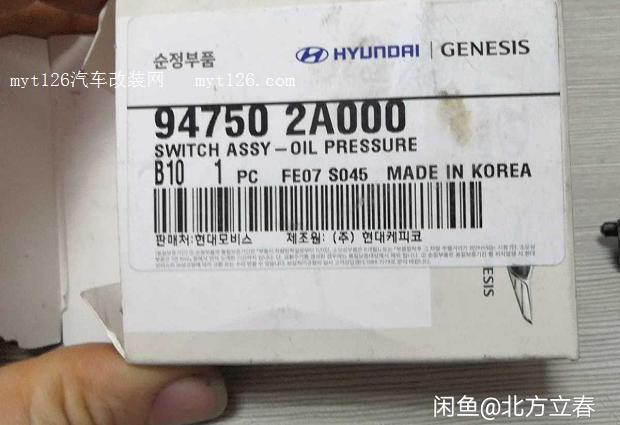 순정부품
HYUNDAI | GENESIS
myt126汽车改装网 myt126.com
94750 2A000
SWITCH ASSY-OIL PRESSURE
B10 1 PC FE07 S045 MADE IN KOREA
판매처:현대모비스 제조원: (주) 현대케피코
GENESIS
闲鱼@北方立春